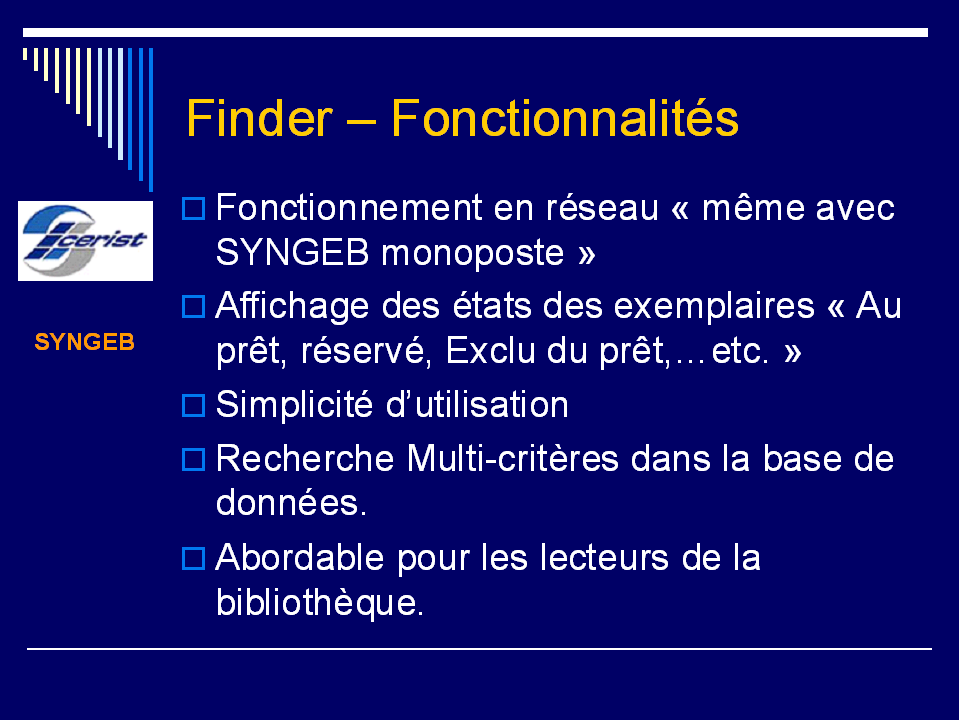 Finder – Fonctionnalités
cerist
SYNGEB
Fonctionnement en réseau « même avec
SYNGEB monoposte »
Affichage des états des exemplaires « Au
prêt, réservé, Exclu du prêt,…etc. »
Simplicité d’utilisation
Recherche Multi-critères dans la base de
données.
Abordable pour les lecteurs de la
bibliothèque.